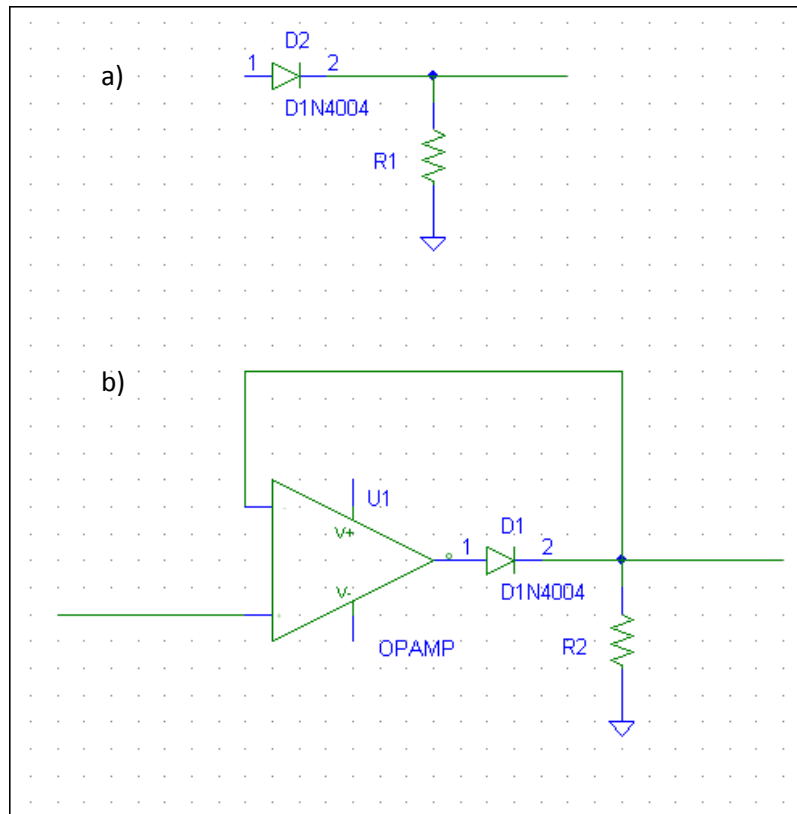 D2
a)
1 2
D1N4004
R1
b)
U1
V+
D1
1 2
D1N4004
V-
OPAMP
R2